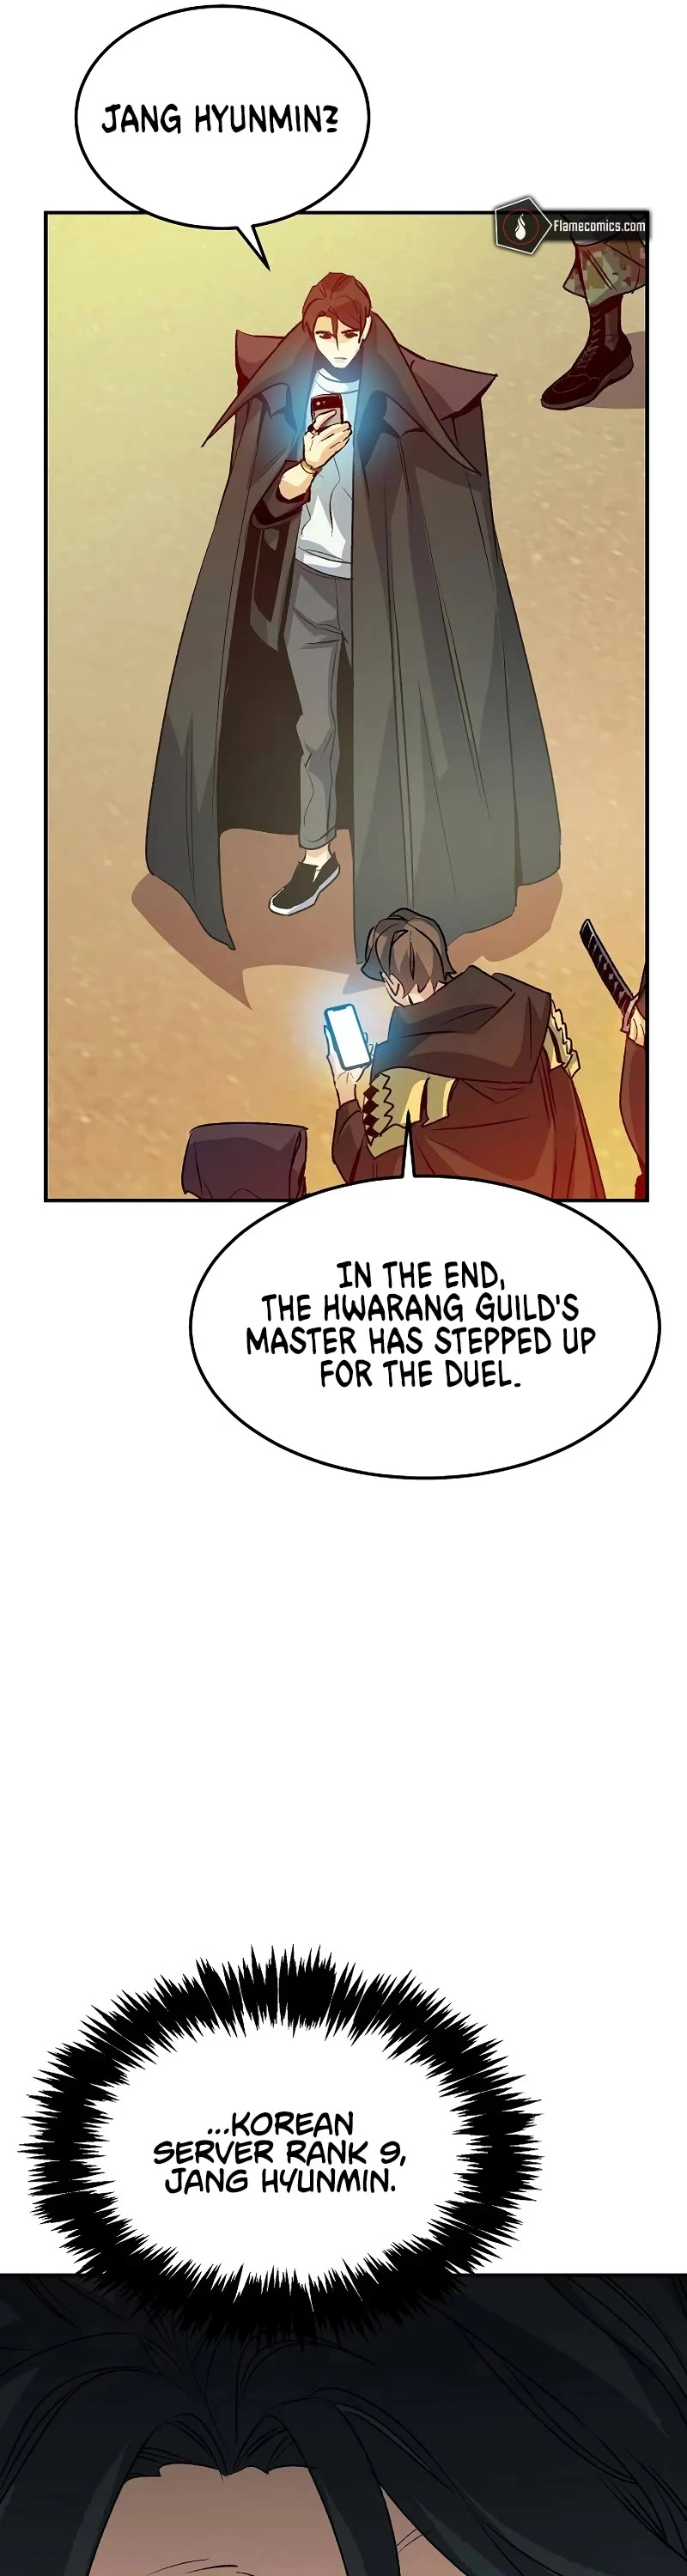 JANG HYUNMIN?
Flamecomics.com
IN THE END,
THE HWARANG GUILD'S
MASTER HAS STEPPED UP
FOR THE DUEL.
...KOREAN
SERVER RANK 9,
JANG HYUNMIN.